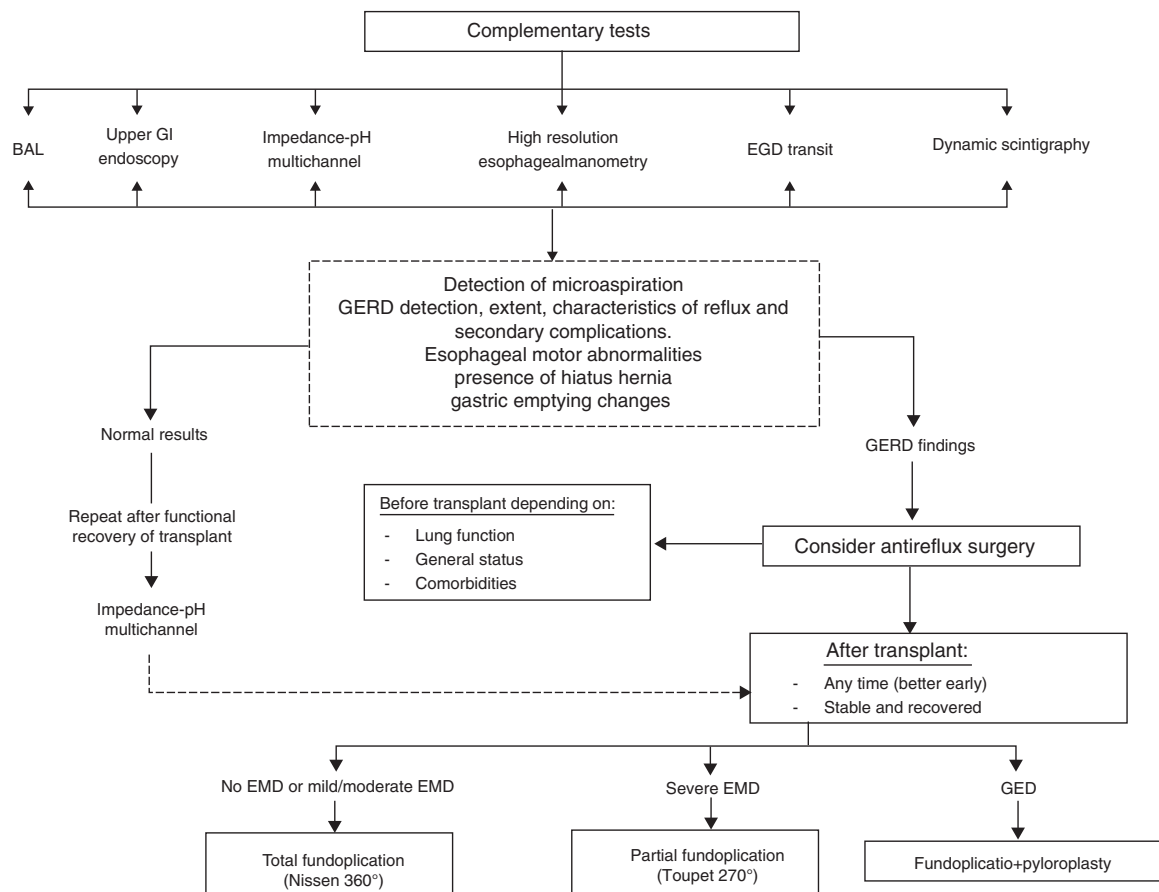 Complementary tests
BAL
Upper GI
endoscopy
Impedance-pH
multichannel
High resolution
esophagealmanometry
EGD transit
Dynamic scintigraphy
Detection of microaspiration
GERD detection, extent, characteristics of reflux and
secondary complications.
Esophageal motor abnormalities
presence of hiatus hernia
gastric emptying changes
Normal results
GERD findings
Repeat after functional
recovery of transplant
Before transplant depending on:
- Lung function
- General status
- Comorbidities
Consider antireflux surgery
Impedance-pH
multichannel
After transplant:
- Any time (better early)
- Stable and recovered
No EMD or mild/moderate EMD
Severe EMD
GED
Total fundoplication
(Nissen 360°)
Partial fundoplication
(Toupet 270°)
Fundoplicatio+pyloroplasty